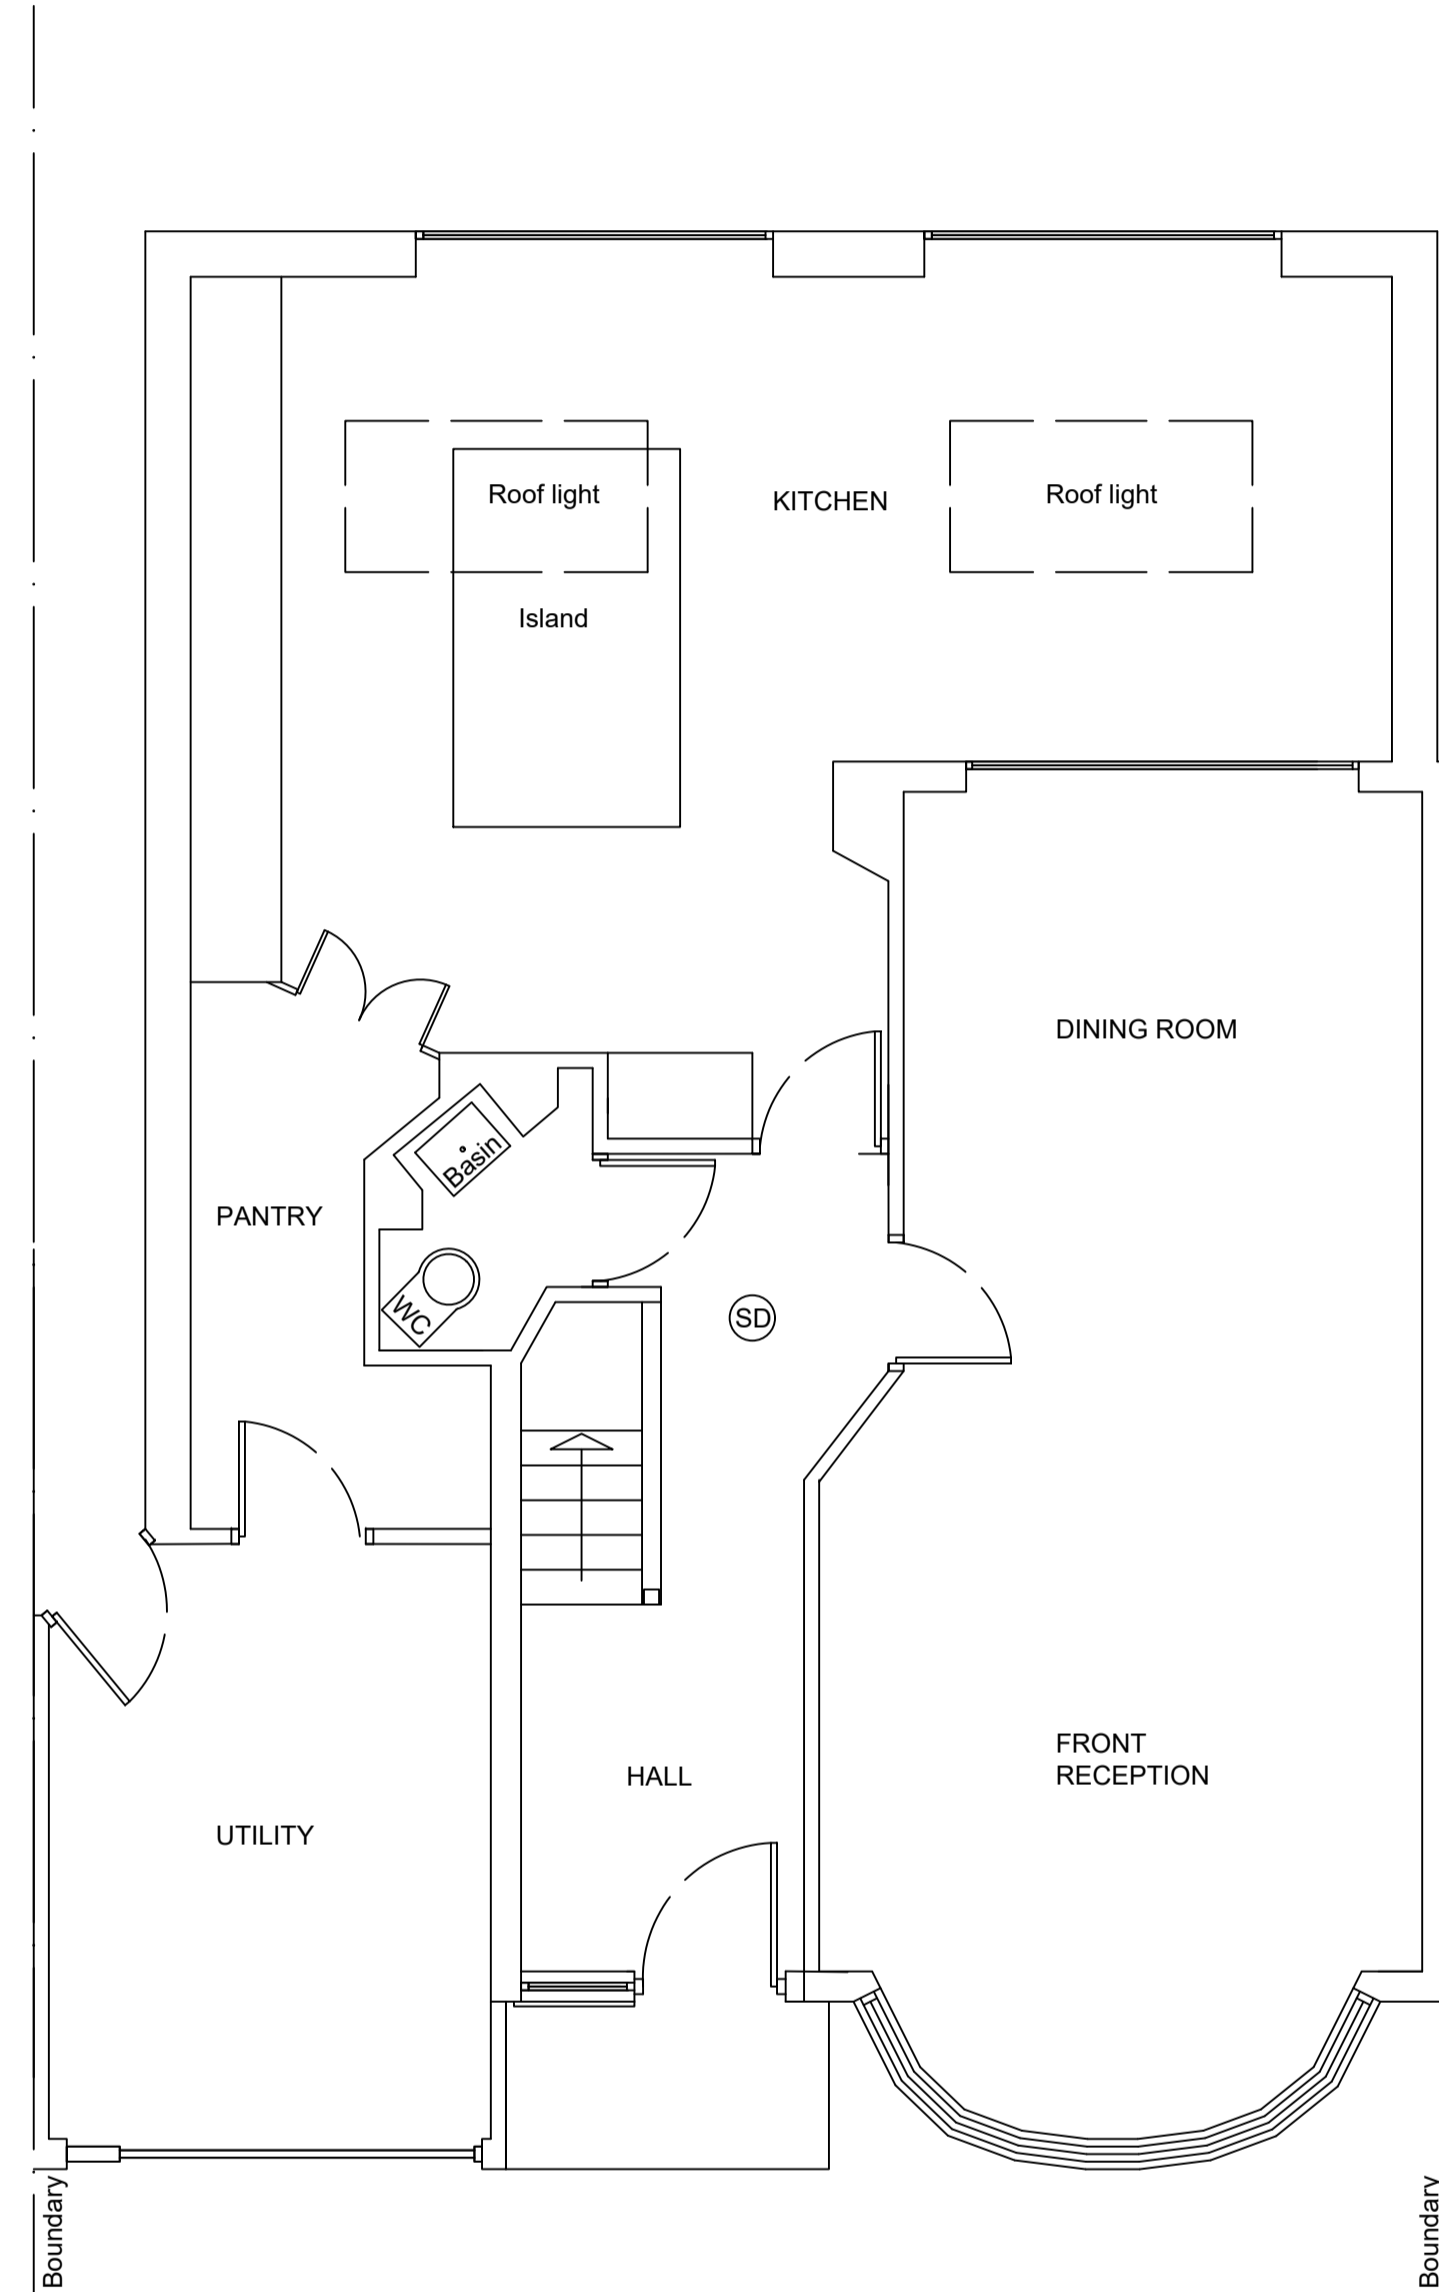 Roof light
KITCHEN
Roof light
Island
DINING ROOM
Basin
PANTRY
WC
SD
FRONT
RECEPTION
HALL
UTILITY
Boundary
Boundary